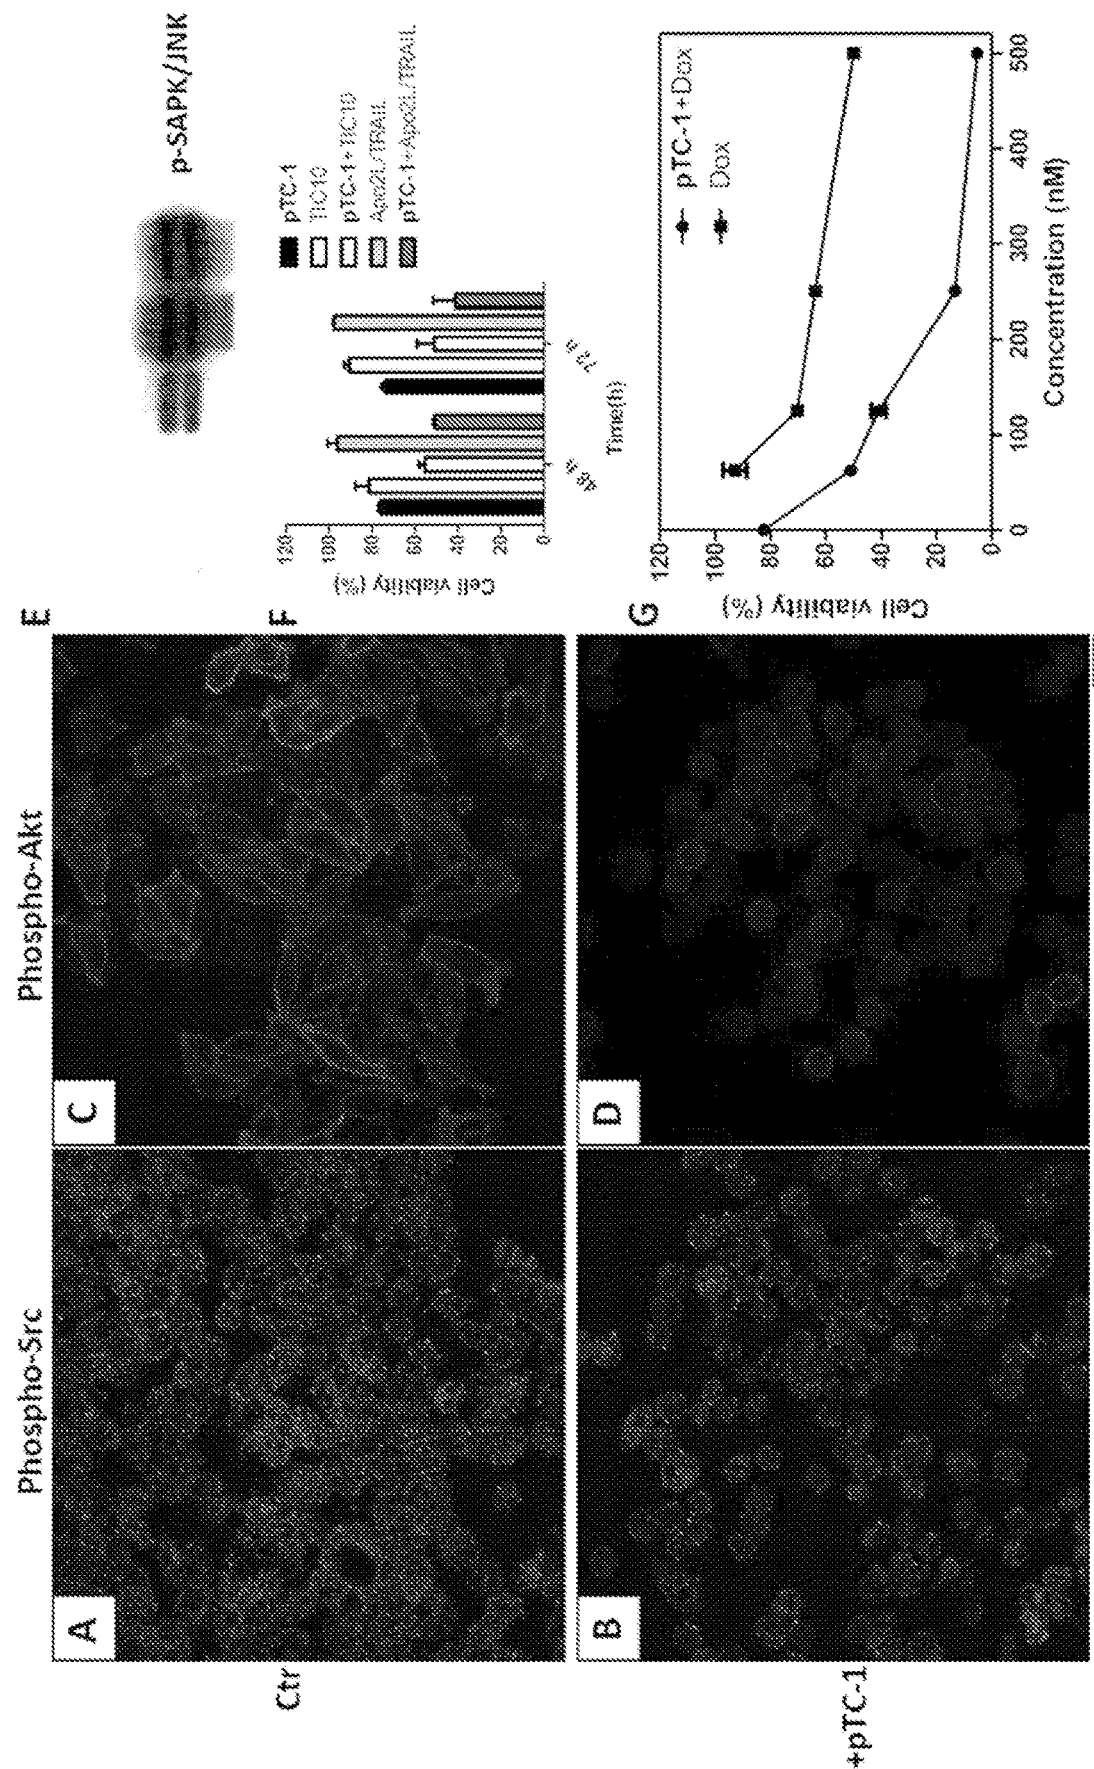 Phospho-Src
Phospho-Akt
Ctr
+pTC-1
A
C
B
D
E
p-SAPK/JNK
F
Cell viability (%)
120
100
80
60
40
20
0
48 h
72 h
Time(h)
pTC-1
TIC10
pTC-1+TIC10
Apo2L/TRAIL
pTC-1+Apo2L/TRAIL
G
Cell viability (%)
120
100
80
60
40
20
0
0
100
200
300
400
500
Concentration (nM)
pTC-1+Dox
Dox